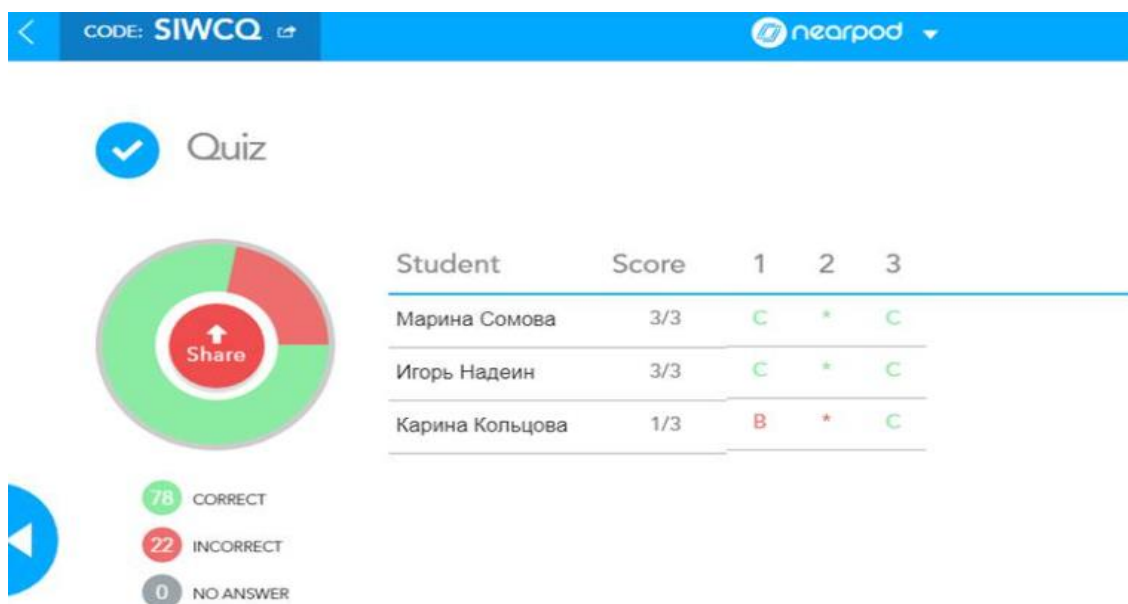 CODE: SIWCQ nearpod
Quiz
Share
Student Score 1 2 3
Марина Сомова 3/3 C * C
Игорь Надеин 3/3 C * C
Карина Кольцова 1/3 B * C
78 CORRECT
22 INCORRECT
0 NO ANSWER